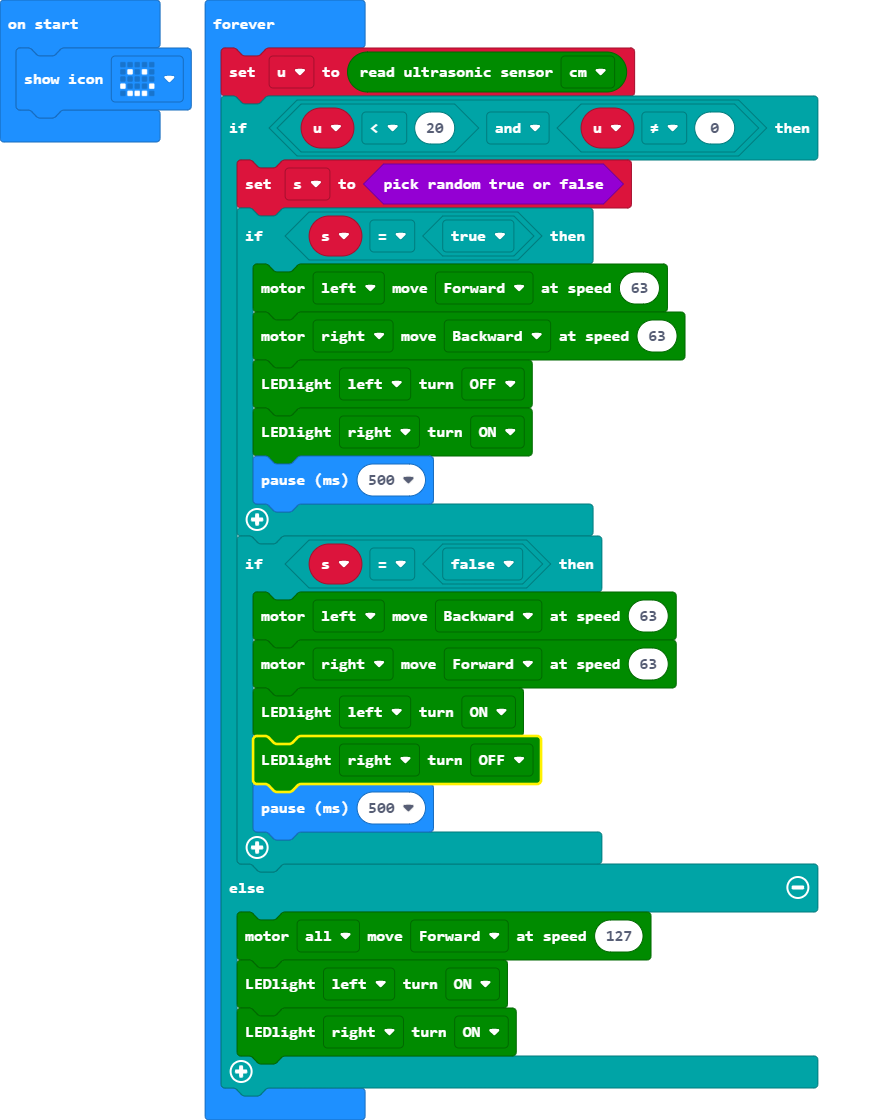 on start
show icon
forever
set u to read ultrasonic sensor cm
if u < 20 and u ≠ 0 then
set s to pick random true or false
if s = true then
motor left move Forward at speed 63
motor right move Backward at speed 63
LEDlight left turn OFF
LEDlight right turn ON
pause (ms) 500
if s = false then
motor left move Backward at speed 63
motor right move Forward at speed 63
LEDlight left turn ON
LEDlight right turn OFF
pause (ms) 500
else
motor all move Forward at speed 127
LEDlight left turn ON
LEDlight right turn ON